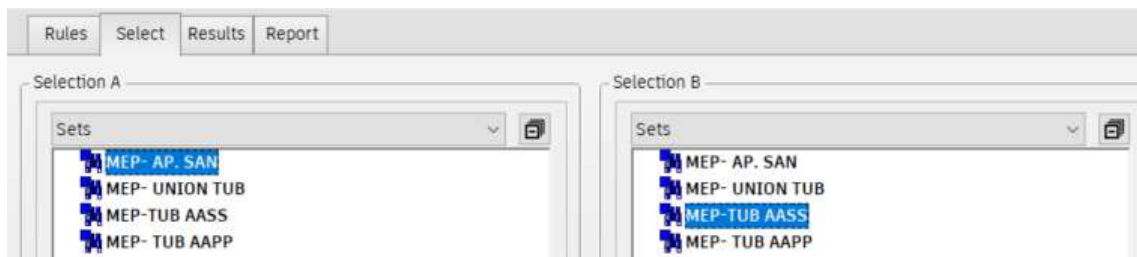 Rules Select Results Report
Selection A
Sets
MEP- AP. SAN
MEP- UNION TUB
MEP-TUB AASS
MEP- TUB AAPP
Selection B
Sets
MEP- AP. SAN
MEP- UNION TUB
MEP-TUB AASS
MEP- TUB AAPP